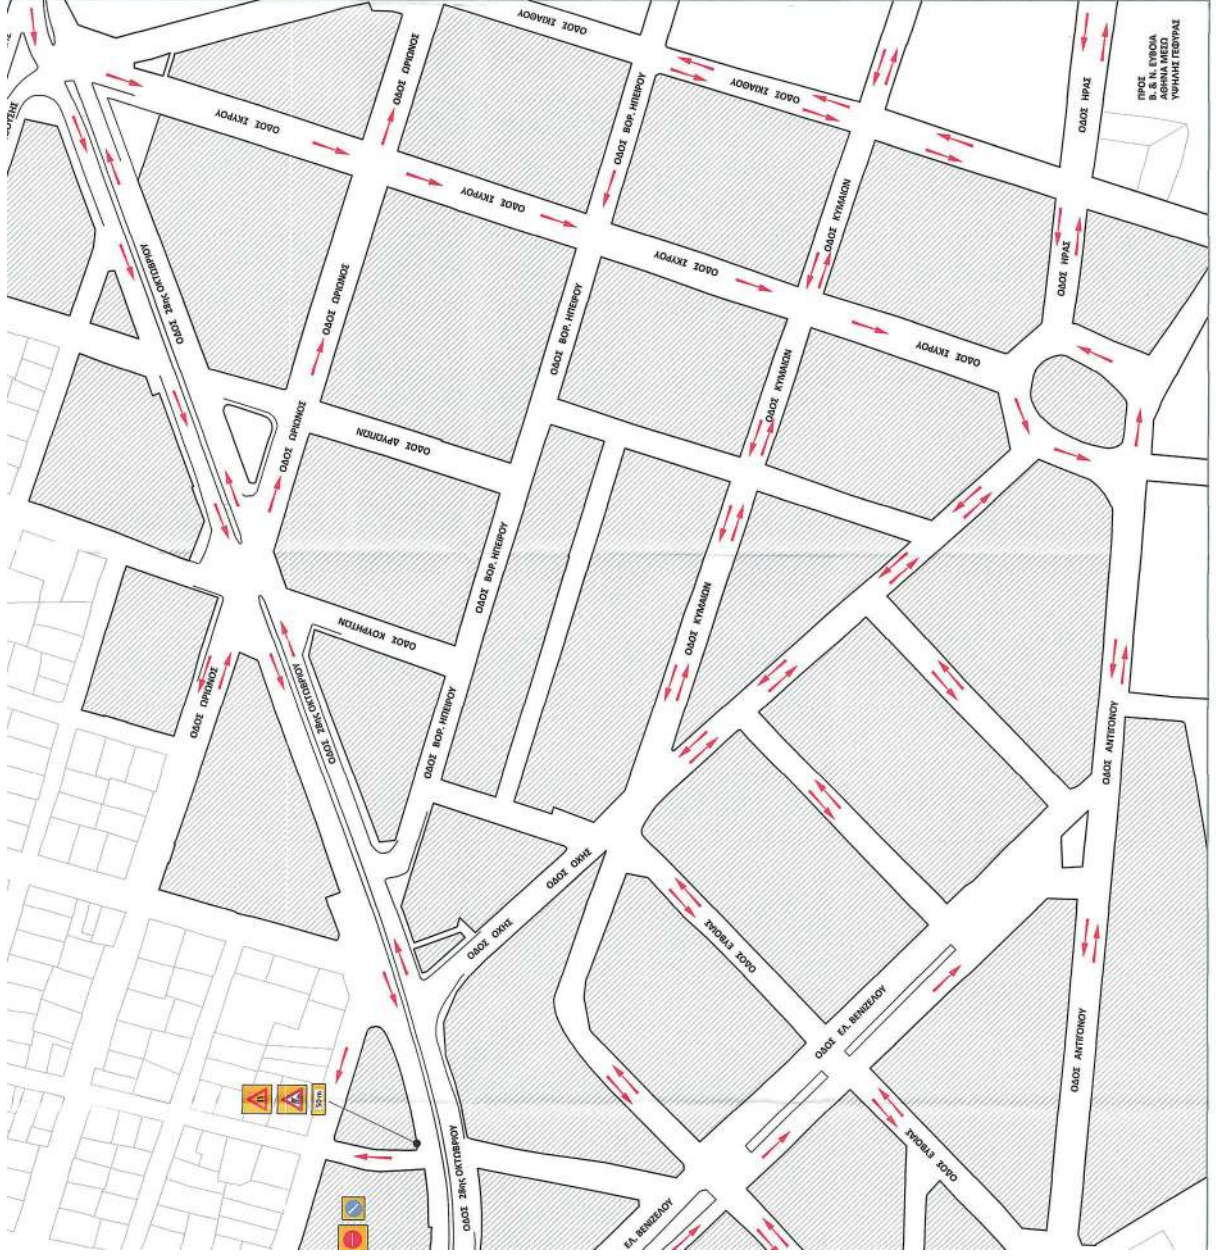 ΟΔΟΣ ΣΚΙΑΘΟΥ
ΠΡΟΣ
Β. & Ν. ΕΥΒΟΙΑ
ΑΘΗΝΑ ΜΕΣΩ
ΥΨΗΛΗΣ ΓΕΦΥΡΑΣ
ΟΔΟΣ ΩΡΙΩΝΟΣ
ΟΔΟΣ ΣΚΙΑΘΟΥ
ΟΔΟΣ ΗΡΑΣ
ΟΔΟΣ ΣΚΥΡΟΥ
ΟΔΟΣ ΒΟΡ. ΗΠΕΙΡΟΥ
ΟΔΟΣ ΣΚΥΡΟΥ
ΟΔΟΣ ΚΥΜΑΙΩΝ
ΟΔΟΣ 28ης ΟΚΤΩΒΡΙΟΥ
ΟΔΟΣ ΣΚΥΡΟΥ
ΟΔΟΣ ΗΡΑΣ
ΟΔΟΣ ΩΡΙΩΝΟΣ
ΟΔΟΣ ΒΟΡ. ΗΠΕΙΡΟΥ
ΟΔΟΣ ΣΚΥΡΟΥ
ΟΔΟΣ ΚΥΜΑΙΩΝ
ΟΔΟΣ ΩΡΙΩΝΟΣ
ΟΔΟΣ ΔΡΥΟΠΩΝ
ΟΔΟΣ ΒΟΡ. ΗΠΕΙΡΟΥ
ΟΔΟΣ ΚΟΥΡΗΤΩΝ
ΟΔΟΣ ΚΥΜΑΙΩΝ
ΟΔΟΣ ΩΡΙΩΝΟΣ
ΟΔΟΣ 28ης ΟΚΤΩΒΡΙΟΥ
ΟΔΟΣ ΒΟΡ. ΗΠΕΙΡΟΥ
ΟΔΟΣ ΑΝΤΙΓΟΝΟΥ
ΟΔΟΣ ΟΧΗΣ
ΟΔΟΣ ΟΧΗΣ
ΟΔΟΣ ΕΥΒΟΙΑΣ
ΟΔΟΣ ΕΛ. ΒΕΝΙΖΕΛΟΥ
ΟΔΟΣ ΑΝΤΙΓΟΝΟΥ
50m
ΟΔΟΣ 28ης ΟΚΤΩΒΡΙΟΥ
ΟΔΟΣ ΕΥΒΟΙΑΣ
ΕΛ. ΒΕΝΙΖΕΛΟΥ